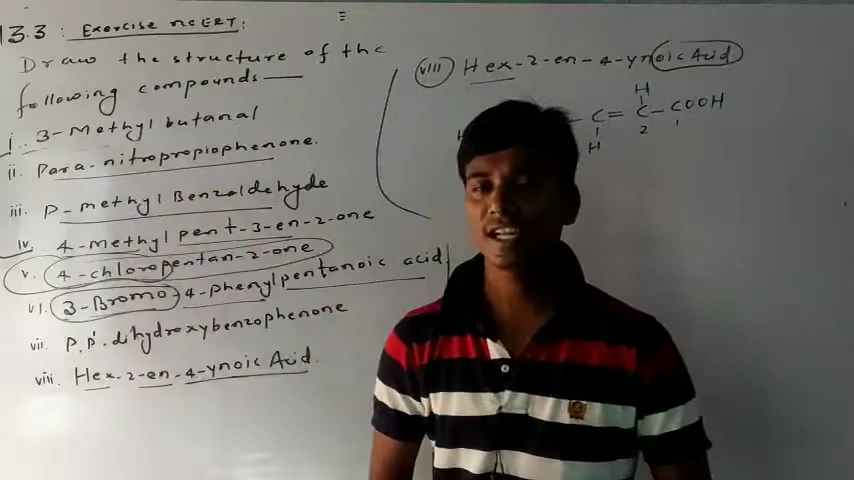 13.3 : Exercise NCERT:
Draw the structure of the
following compounds
i. 3-Methyl butanal
ii. Para-nitropropiophenone.
iii. P-methyl Benzaldehyde
iv. 4-methyl pent-3-en-2-one
v. 4-chloropentan-2-one
vi. 3-Bromo-4-phenylpentanoic acid
vii. P,P'-dihydroxybenzophenone
viii. Hex-2-en-4-ynoic Acid.
viii Hex-2-en-4-ynoic Acid
H
C = C - COOH
2 1
H